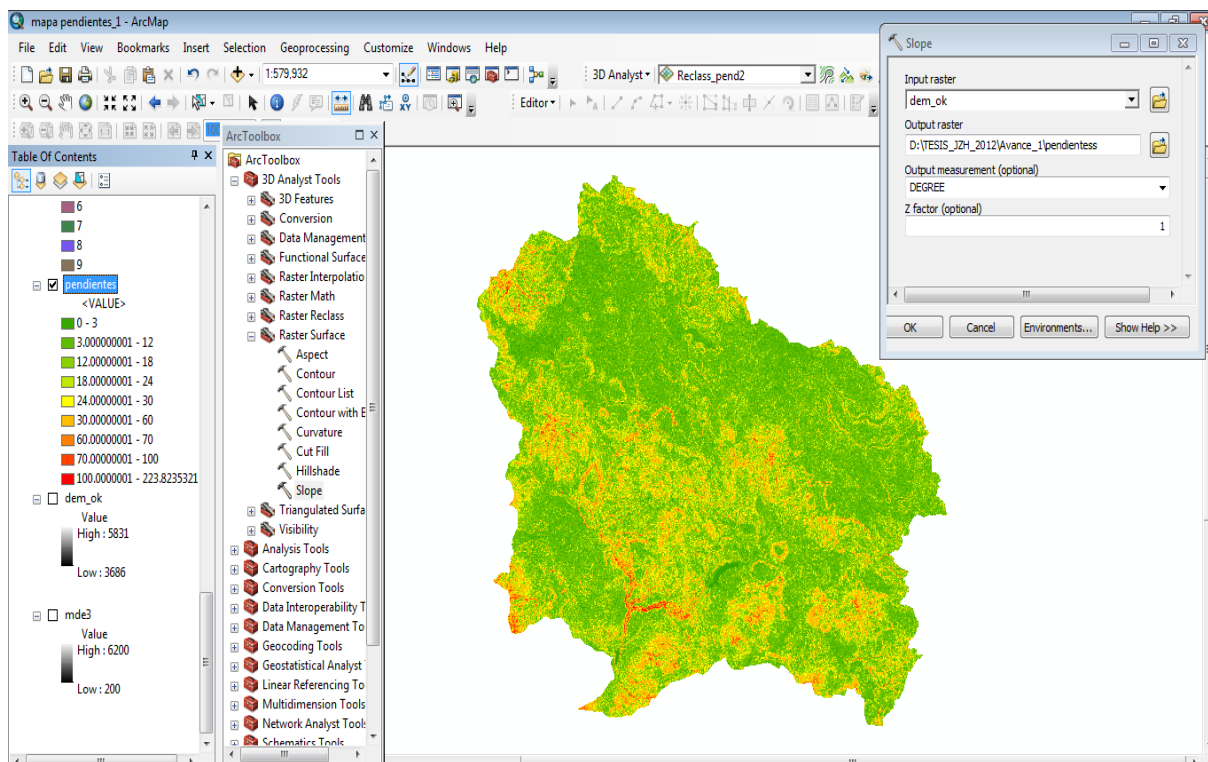 mapa pendientes_1 - ArcMap
File Edit View Bookmarks Insert Selection Geoprocessing Customize Windows Help
1:579,932
3D Analyst
Reclass_pend2
Editor
Table Of Contents
6
7
8
9
pendientes
<VALUE>
0 - 3
3.00000001 - 12
12.00000001 - 18
18.00000001 - 24
24.00000001 - 30
30.00000001 - 60
60.00000001 - 70
70.00000001 - 100
100.0000001 - 223.8235321
dem_ok
Value
High : 5831
Low : 3686
mde3
Value
High : 6200
Low : 200
ArcToolbox
ArcToolbox
3D Analyst Tools
3D Features
Conversion
Data Management
Functional Surface
Raster Interpolatio
Raster Math
Raster Reclass
Raster Surface
Aspect
Contour
Contour List
Contour with E
Curvature
Cut Fill
Hillshade
Slope
Triangulated Surfa
Visibility
Analysis Tools
Cartography Tools
Conversion Tools
Data Interoperability T
Data Management To
Geocoding Tools
Geostatistical Analyst
Linear Referencing To
Multidimension Tools
Network Analyst Tools
Schematics Tools
Slope
Input raster
dem_ok
Output raster
D:\TESIS_JZH_2012\Avance_1\pendientess
Output measurement (optional)
DEGREE
Z factor (optional)
1
OK Cancel Environments... Show Help >>